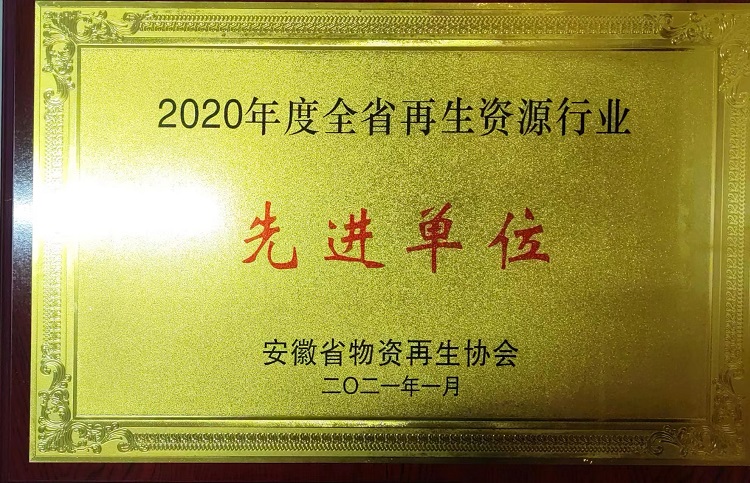 2020年度全省再生资源行业
先进单位
安徽省物资再生协会
二〇二一年一月